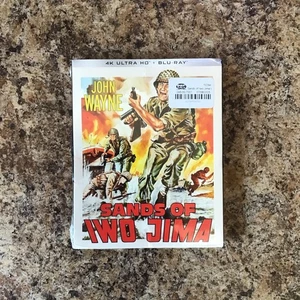 4K ULTRA HD + BLU-RAY
JOHN
WAYNE
SANDS OF
IWO JIMA